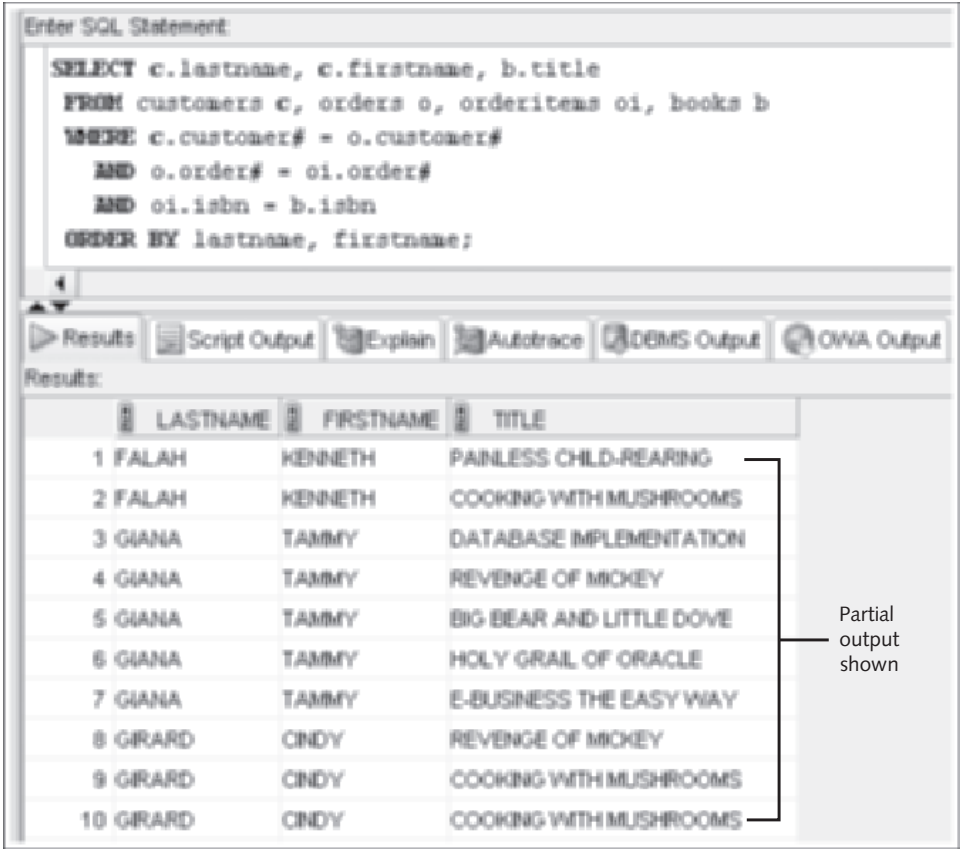 Enter SQL Statement:
SELECT c.lastname, c.firstname, b.title
FROM customers c, orders o, orderitems oi, books b
WHERE c.customer# = o.customer#
AND o.order# = oi.order#
AND oi.isbn = b.isbn
ORDER BY lastname, firstname;
Results Script Output Explain Autotrace DBMS Output OWA Output
Results:
LASTNAME FIRSTNAME TITLE
1 FALAH KENNETH PAINLESS CHILD-REARING
2 FALAH KENNETH COOKING WITH MUSHROOMS
3 GIANA TAMMY DATABASE IMPLEMENTATION
4 GIANA TAMMY REVENGE OF MICKEY
5 GIANA TAMMY BIG BEAR AND LITTLE DOVE
6 GIANA TAMMY HOLY GRAIL OF ORACLE
7 GIANA TAMMY E-BUSINESS THE EASY WAY
8 GIRARD CINDY REVENGE OF MICKEY
9 GIRARD CINDY COOKING WITH MUSHROOMS
10 GIRARD CINDY COOKING WITH MUSHROOMS
Partial
output
shown